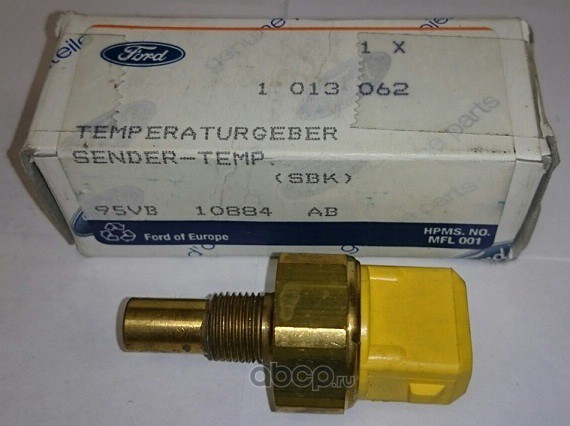 Ford
1 X
1 013 062
TEMPERATURGEBER
SENDER-TEMP.
(SBK)
95VB 10884 AB
Ford of Europe
HPMS. NO.
MFL 001
genuine parts
abcp.ru